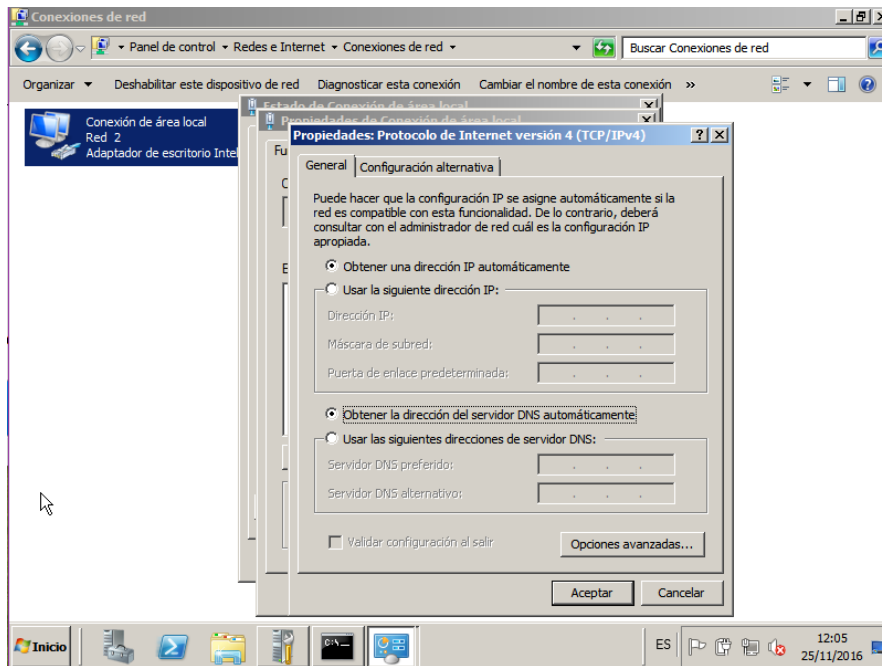 Conexiones de red
Panel de control Redes e Internet Conexiones de red
Buscar Conexiones de red
Organizar Deshabilitar este dispositivo de red Diagnosticar esta conexión Cambiar el nombre de esta conexión »
Conexión de área local
Red 2
Adaptador de escritorio Intel
Estado de Conexión de área local
Propiedades de Conexión de área local
Propiedades: Protocolo de Internet versión 4 (TCP/IPv4)
General Configuración alternativa
Puede hacer que la configuración IP se asigne automáticamente si la
red es compatible con esta funcionalidad. De lo contrario, deberá
consultar con el administrador de red cuál es la configuración IP
apropiada.
Obtener una dirección IP automáticamente
Usar la siguiente dirección IP:
Dirección IP:
Máscara de subred:
Puerta de enlace predeterminada:
Obtener la dirección del servidor DNS automáticamente
Usar las siguientes direcciones de servidor DNS:
Servidor DNS preferido:
Servidor DNS alternativo:
Validar configuración al salir
Opciones avanzadas...
Aceptar Cancelar
Inicio
ES
12:05
25/11/2016